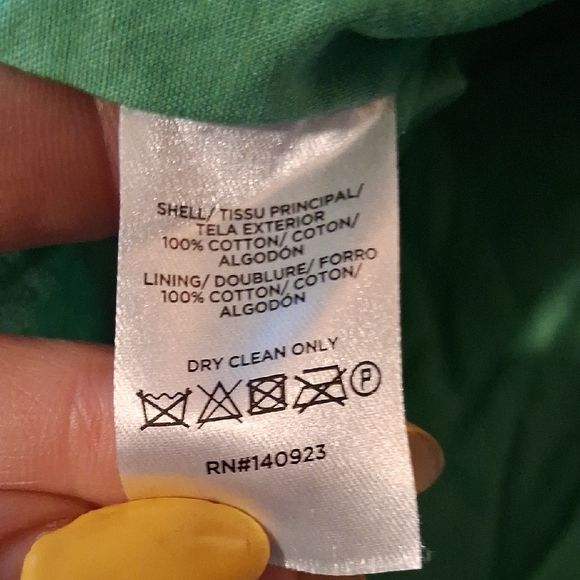 SHELL/ TISSU PRINCIPAL/
TELA EXTERIOR
100% COTTON/ COTON/
ALGODÓN
LINING/ DOUBLURE/ FORRO
100% COTTON/ COTON/
ALGODÓN
DRY CLEAN ONLY
P
RN#140923